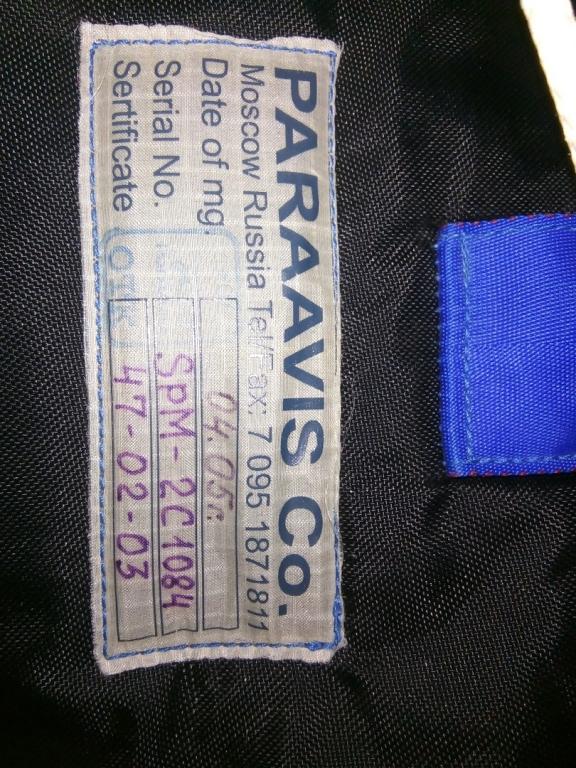 PARAAVIS Co.
Moscow Russia Tel/Fax: 7 095 1871811
Date of mg. 04.05г.
Serial No. SpM-2C1084
Sertificate 47-02-03
ОТК